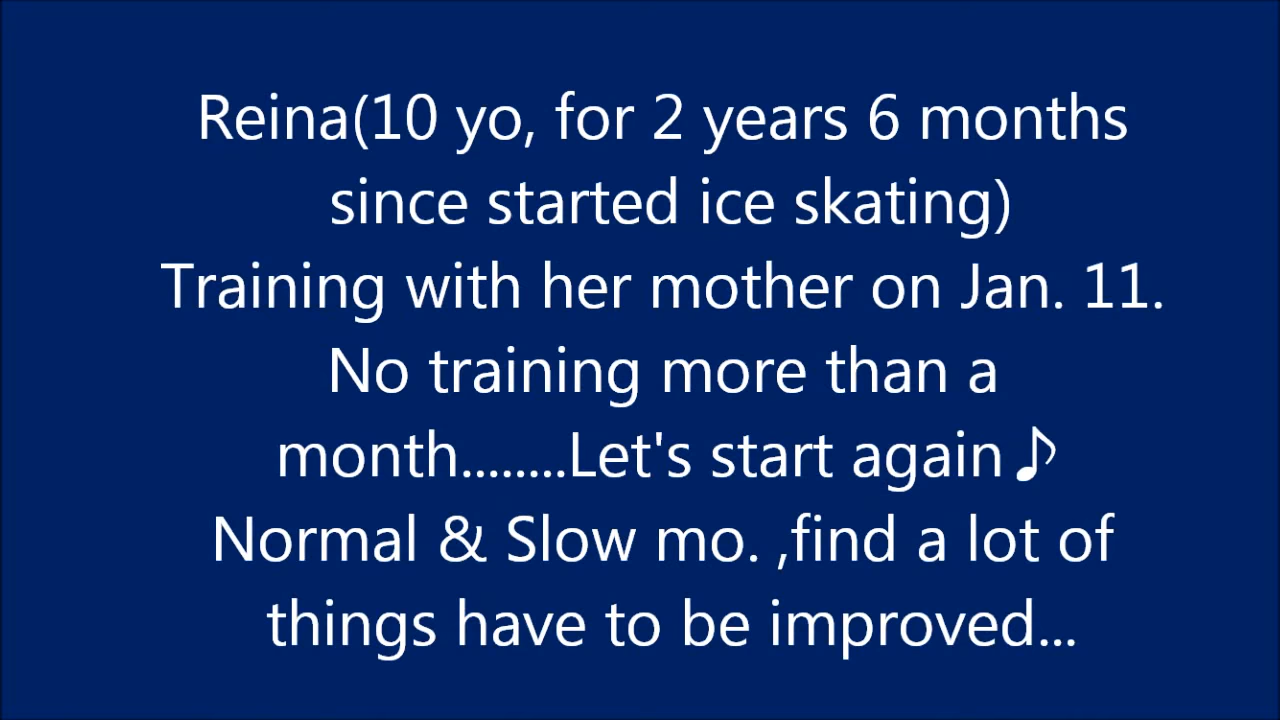 Reina(10 yo, for 2 years 6 months
since started ice skating)
Training with her mother on Jan. 11.
No training more than a
month........Let's start again♪
Normal & Slow mo. ,find a lot of
things have to be improved...